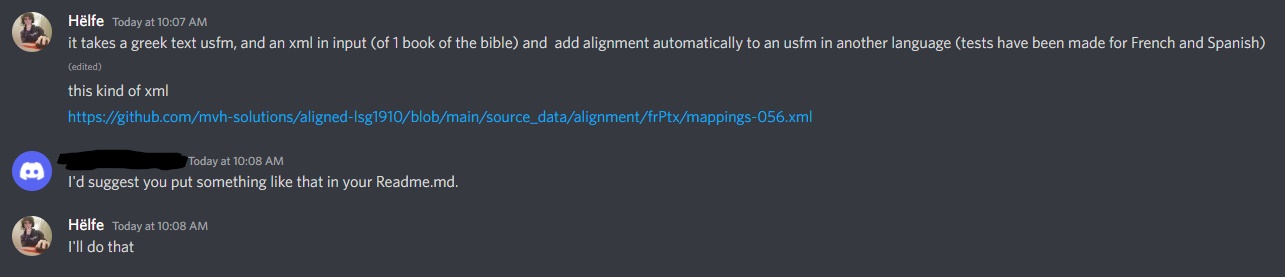 Hëlfe Today at 10:07 AM
it takes a greek text usfm, and an xml in input (of 1 book of the bible) and add alignment automatically to an usfm in another language (tests have been made for French and Spanish)
(edited)
this kind of xml
https://github.com/mvh-solutions/aligned-lsg1910/blob/main/source_data/alignment/frPtx/mappings-056.xml
Today at 10:08 AM
I'd suggest you put something like that in your Readme.md.
Hëlfe Today at 10:08 AM
I'll do that